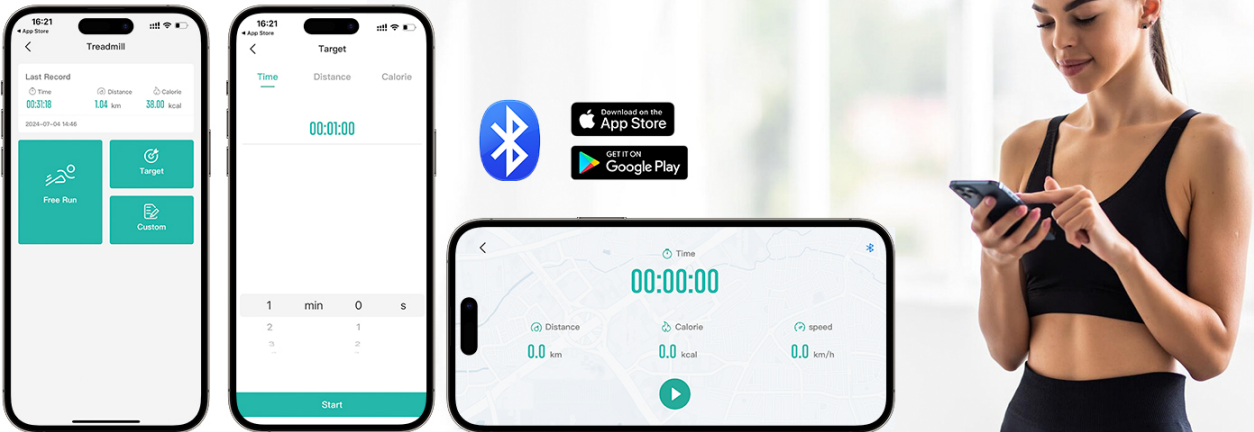 16:21
App Store
Treadmill
Last Record
Time
Distance
Calorie
00:31:18
1.04 km
38.00 kcal
2024-07-04 14:46
Free Run
Target
Custom
16:21
App Store
Target
Time
Distance
Calorie
00:01:00
1 min 0 s
2 1
3 2
Start
Download on the
App Store
GET IT ON
Google Play
Time
00:00:00
Distance
Calorie
speed
0.0 km
0.0 kcal
0.0 km/h